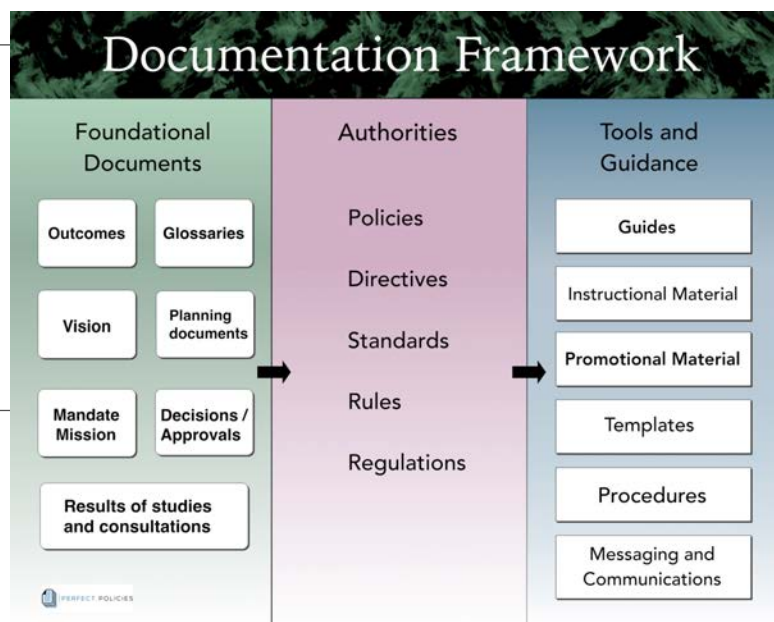 Documentation Framework
Foundational
Documents
Outcomes
Glossaries
Vision
Planning
documents
Mandate
Mission
Decisions /
Approvals
Results of studies
and consultations
PERFECT POLICIES
Authorities
Policies
Directives
Standards
Rules
Regulations
Tools and
Guidance
Guides
Instructional Material
Promotional Material
Templates
Procedures
Messaging and
Communications